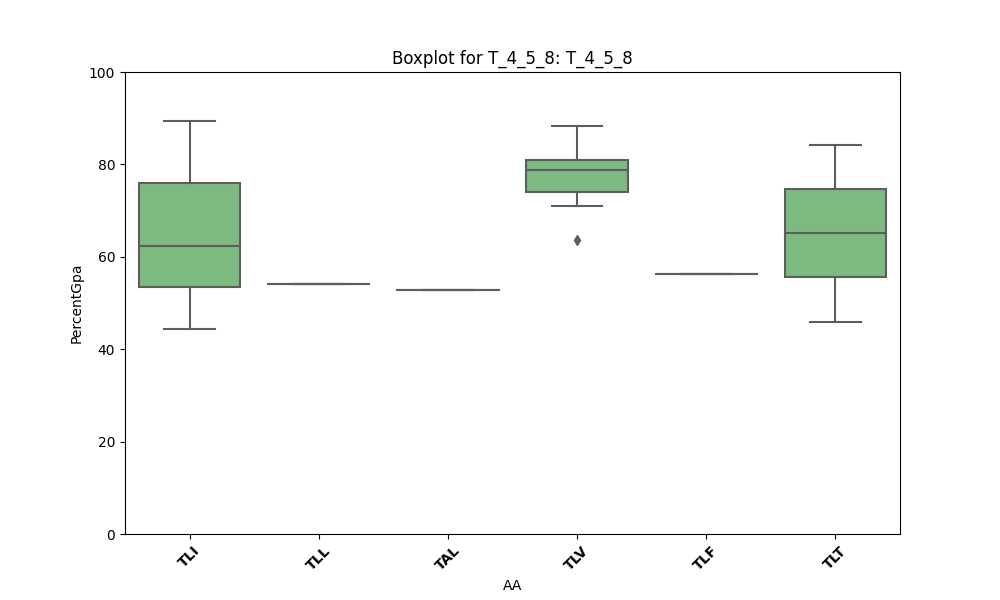 Boxplot for T_4_5_8: T_4_5_8
PercentGpa
100
80
60
40
20
0
TLI
TLL
TAL
TLV
TLF
TLT
AA